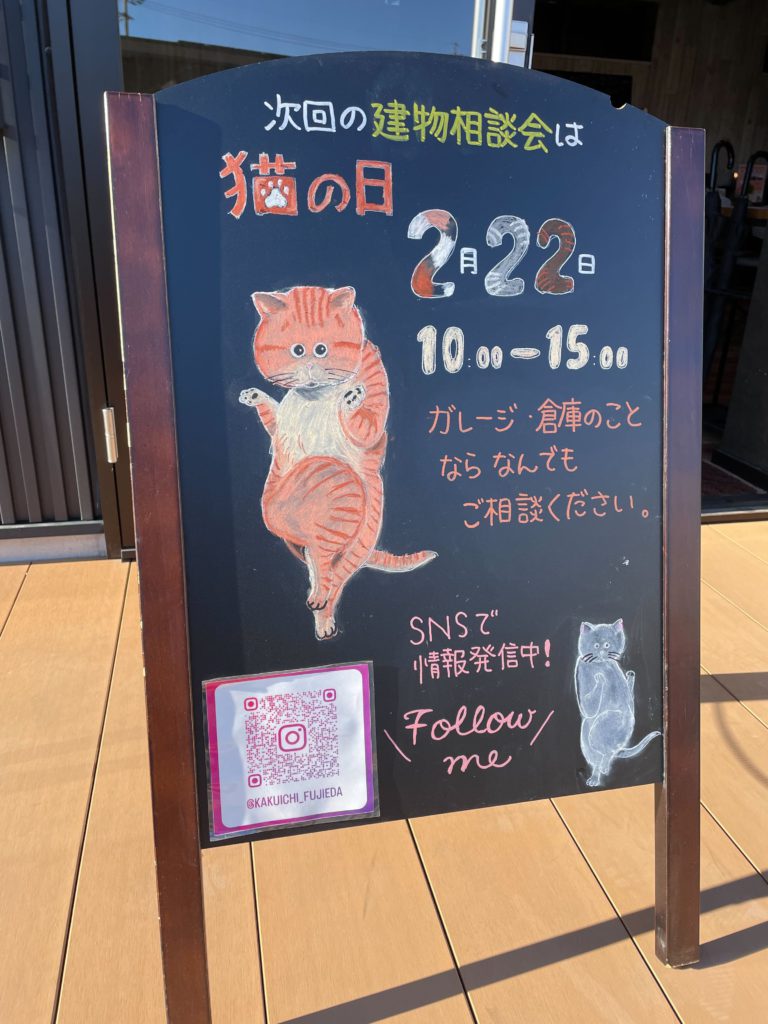 次回の建物相談会は
猫の日
2月22日
10:00-15:00
ガレージ・倉庫のこと
なら なんでも
ご相談ください。
SNSで
情報発信中!
\Follow/
me
@KAKUICHI_FUJIEDA